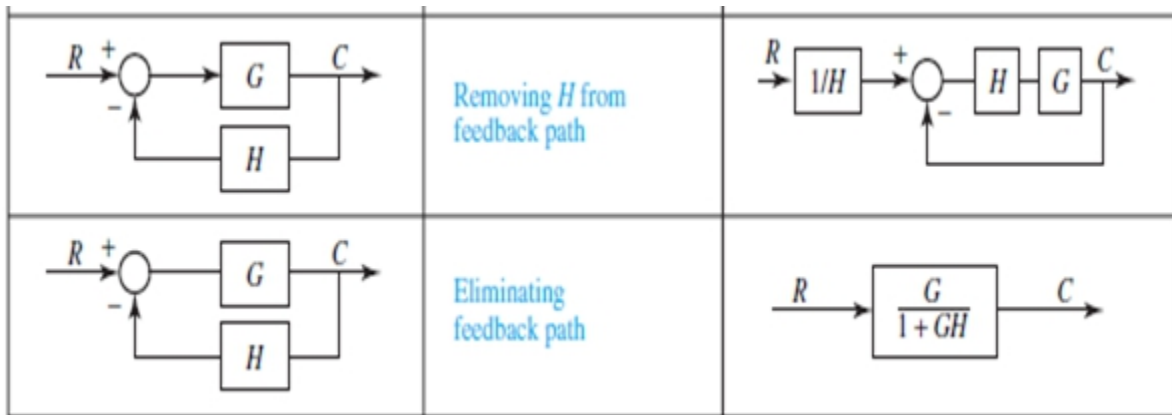 R + G C
− H
Removing H from
feedback path
R 1/H + H G C
−
R + G C
− H
Eliminating
feedback path
R G C
1 + GH